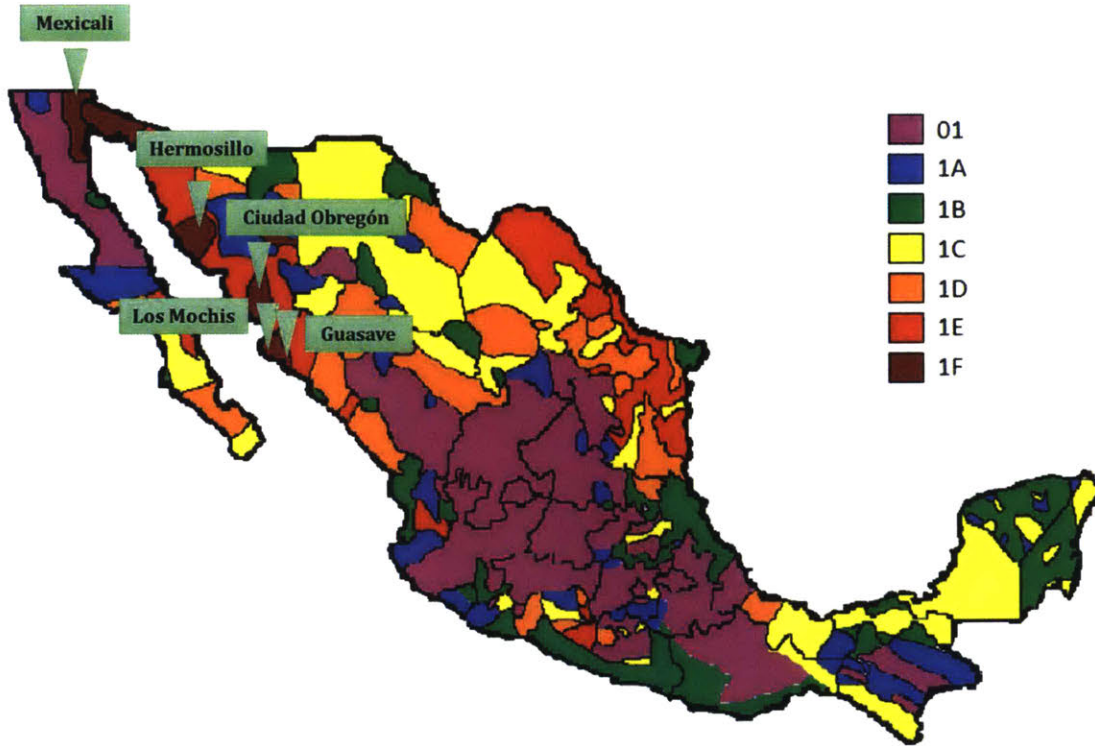 Mexicali
Hermosillo
Ciudad Obregón
Los Mochis
Guasave
01
1A
1B
1C
1D
1E
1F